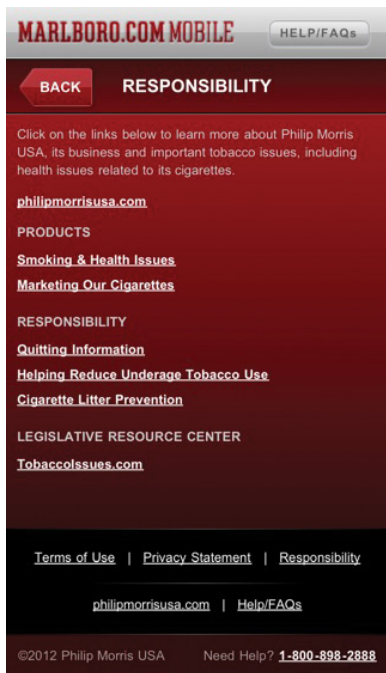 MARLBORO.COM MOBILE HELP/FAQs
BACK RESPONSIBILITY
Click on the links below to learn more about Philip Morris
USA, its business and important tobacco issues, including
health issues related to its cigarettes.
philipmorrisusa.com
PRODUCTS
Smoking & Health Issues
Marketing Our Cigarettes
RESPONSIBILITY
Quitting Information
Helping Reduce Underage Tobacco Use
Cigarette Litter Prevention
LEGISLATIVE RESOURCE CENTER
TobaccoIssues.com
Terms of Use | Privacy Statement | Responsibility
philipmorrisusa.com | Help/FAQs
©2012 Philip Morris USA Need Help? 1-800-898-2888